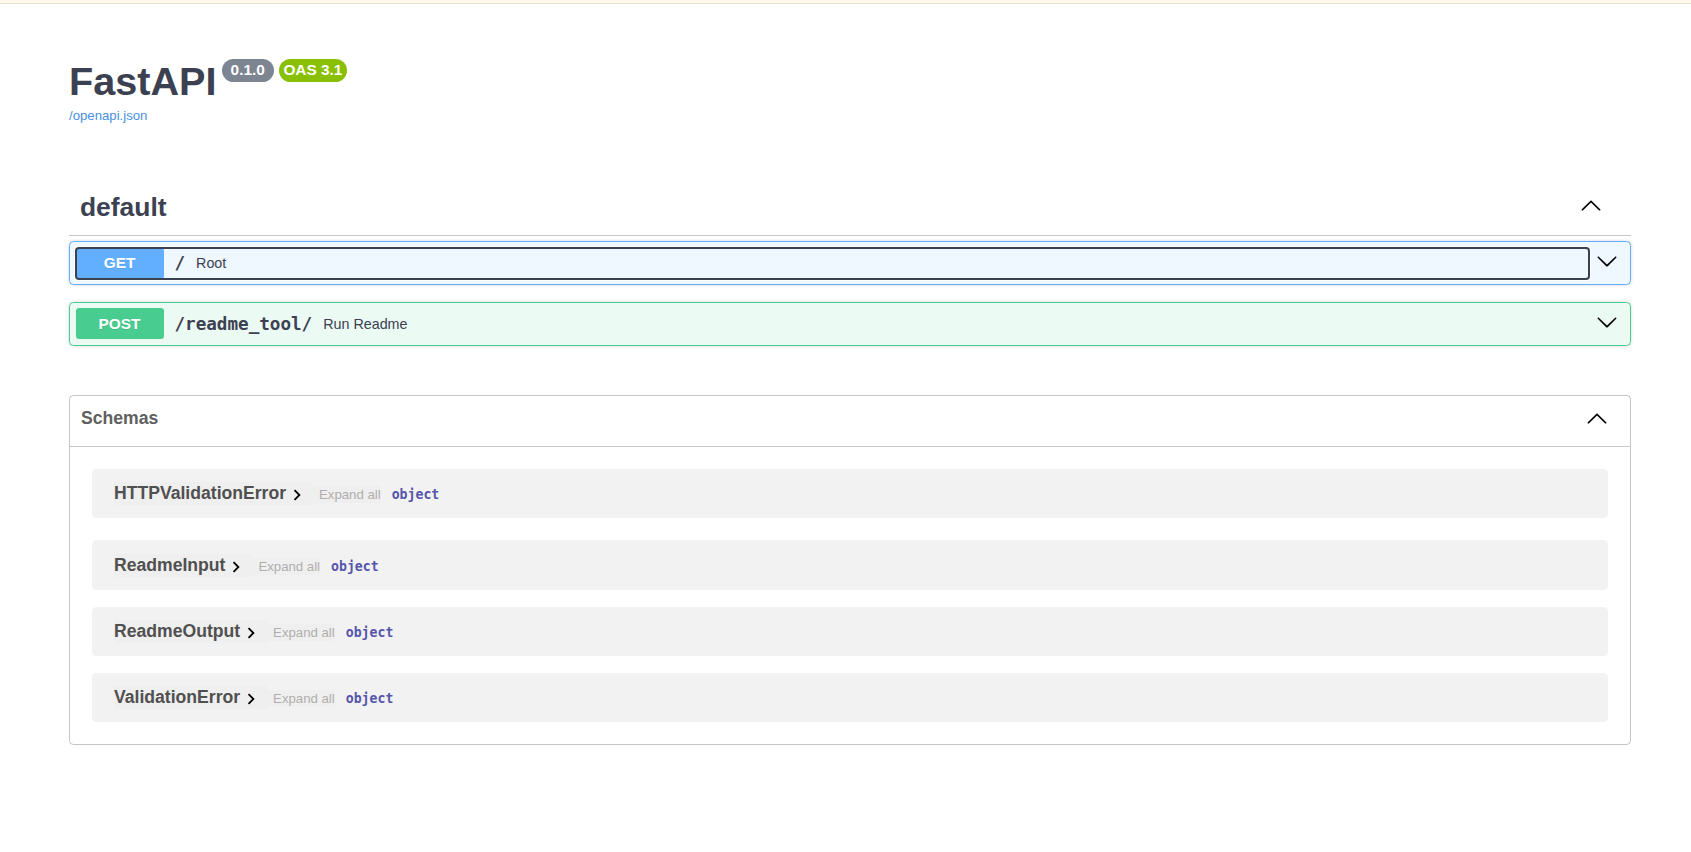 FastAPI 0.1.0 OAS 3.1
/openapi.json
default
GET / Root
POST /readme_tool/ Run Readme
Schemas
HTTPValidationError Expand all object
ReadmeInput Expand all object
ReadmeOutput Expand all object
ValidationError Expand all object